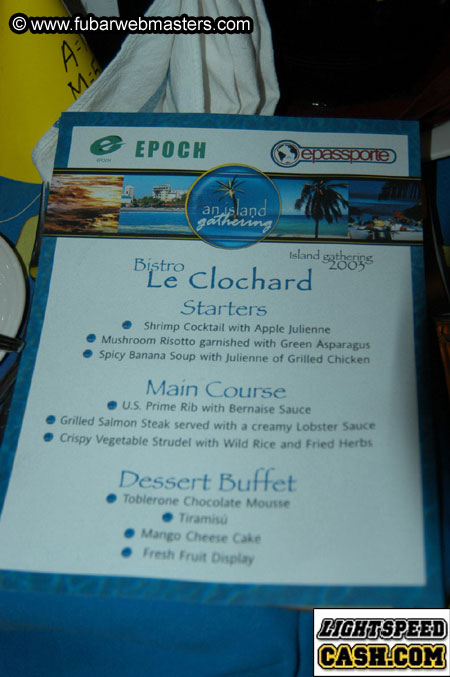 © www.fubarwebmasters.com
epoch
EPOCH
epassporte
an island
gathering
Island gathering
2003
Bistro
Le Clochard
Starters
Shrimp Cocktail with Apple Julienne
Mushroom Risotto garnished with Green Asparagus
Spicy Banana Soup with Julienne of Grilled Chicken
Main Course
U.S. Prime Rib with Bernaise Sauce
Grilled Salmon Steak served with a creamy Lobster Sauce
Crispy Vegetable Strudel with Wild Rice and Fried Herbs
Dessert Buffet
Toblerone Chocolate Mousse
Tiramisú
Mango Cheese Cake
Fresh Fruit Display
LIGHTSPEED
CASH.COM